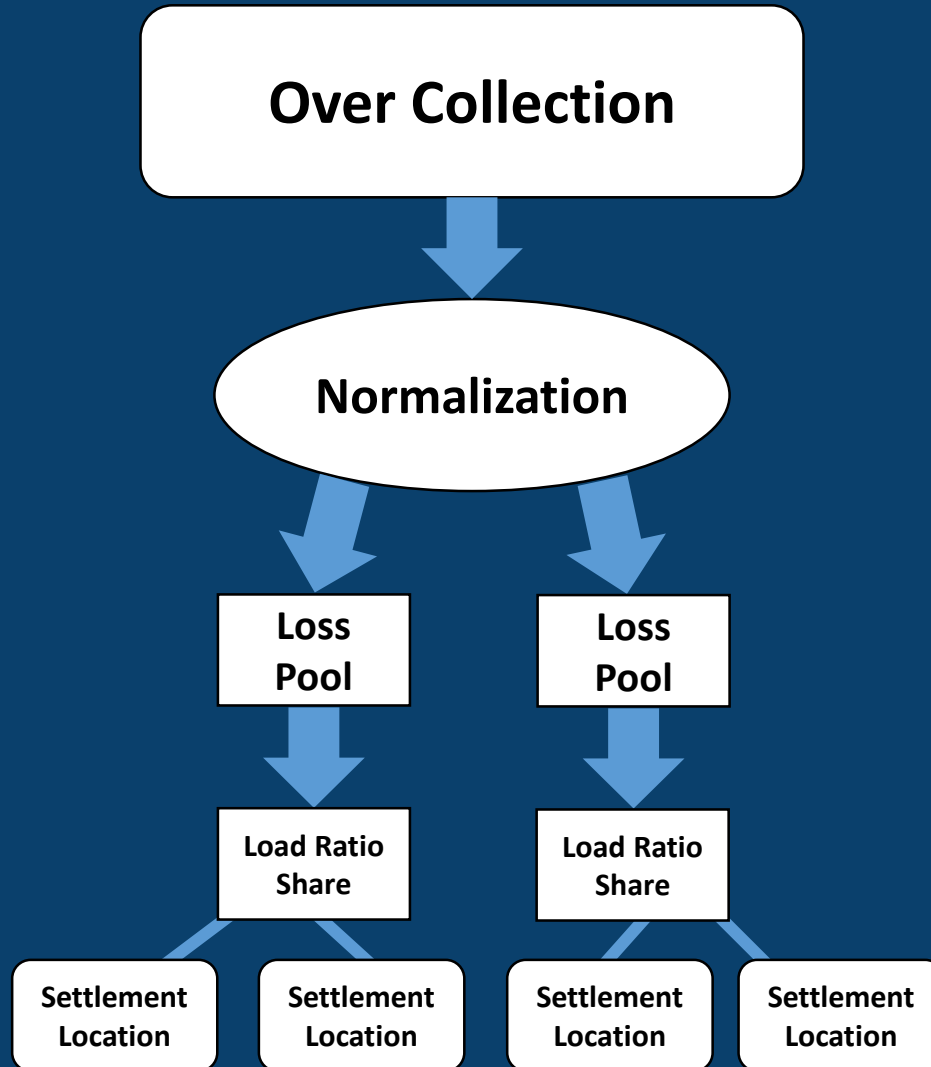 Over Collection
Normalization
Loss
Pool
Loss
Pool
Load Ratio
Share
Load Ratio
Share
Settlement
Location
Settlement
Location
Settlement
Location
Settlement
Location